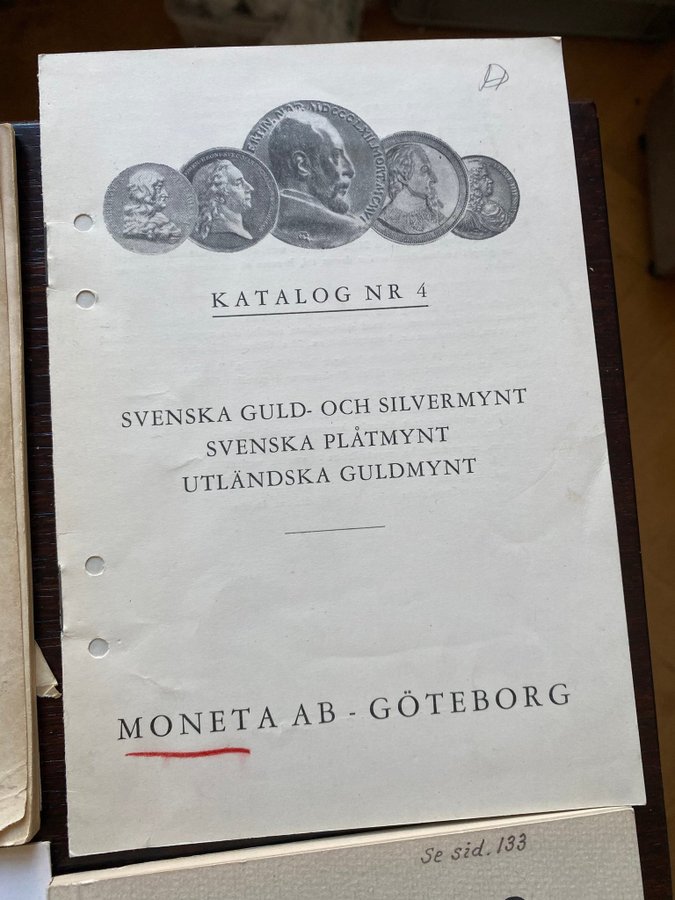 KATALOG NR 4
SVENSKA GULD- OCH SILVERMYNT
SVENSKA PLÅTMYNT
UTLÄNDSKA GULDMYNT
MONETA AB - GÖTEBORG
Se sid. 133